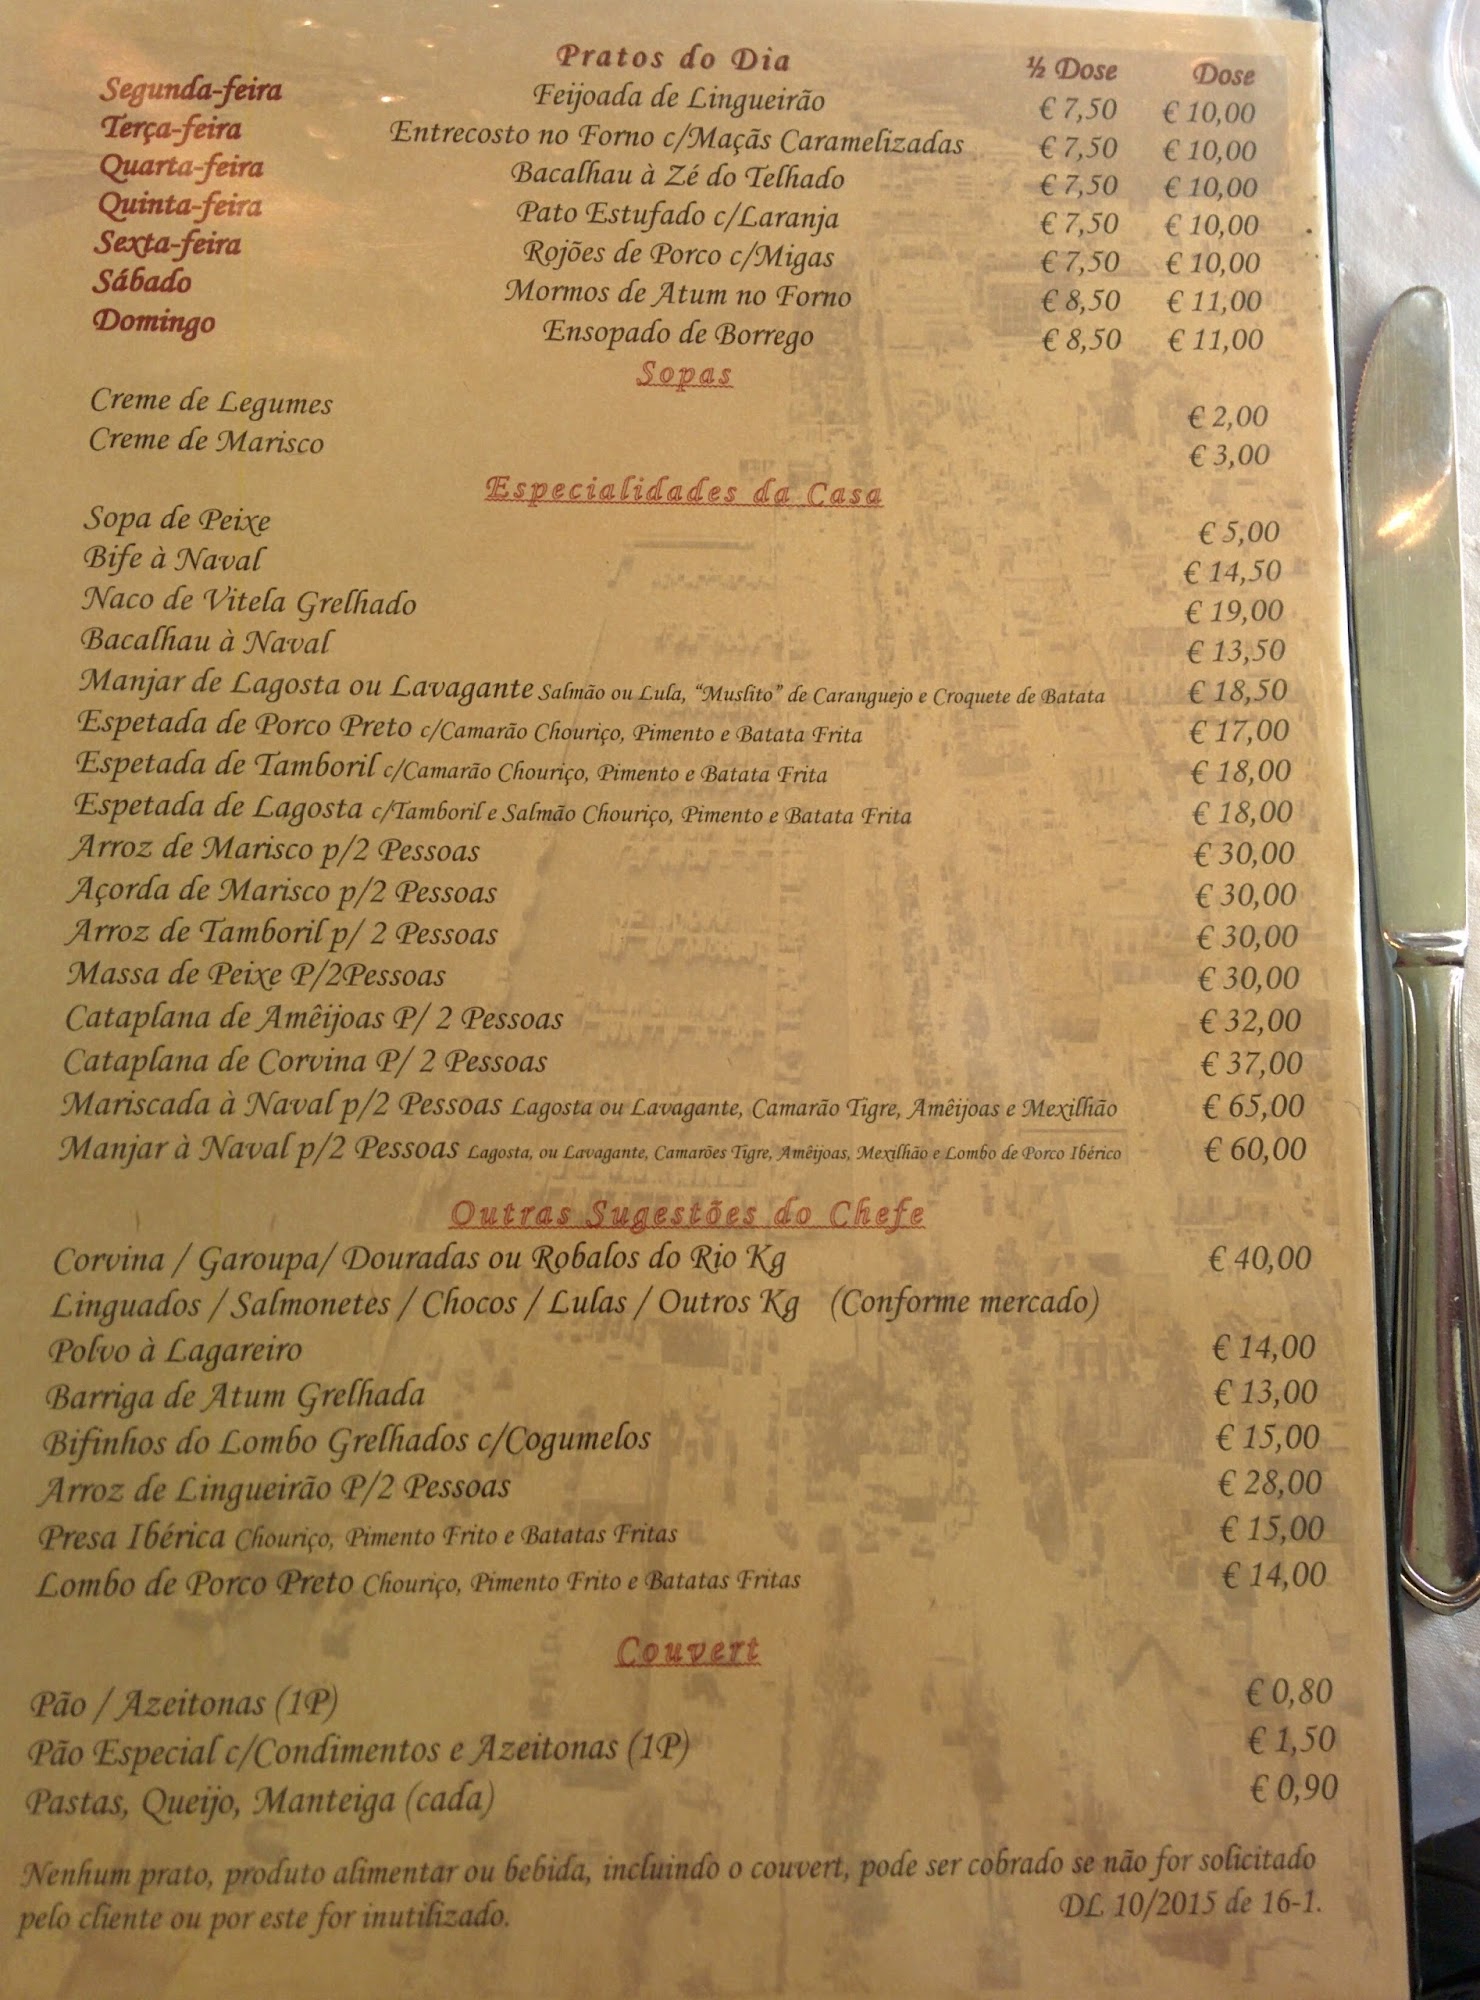 Pratos do Dia ½ Dose Dose
Segunda-feira Feijoada de Lingueirão € 7,50 € 10,00
Terça-feira Entrecosto no Forno c/Maçãs Caramelizadas € 7,50 € 10,00
Quarta-feira Bacalhau à Zé do Telhado € 7,50 € 10,00
Quinta-feira Pato Estufado c/Laranja € 7,50 € 10,00
Sexta-feira Rojões de Porco c/Migas € 7,50 € 10,00
Sábado Mormos de Atum no Forno € 8,50 € 11,00
Domingo Ensopado de Borrego € 8,50 € 11,00
Sopas
Creme de Legumes € 2,00
Creme de Marisco € 3,00
Especialidades da Casa
Sopa de Peixe € 5,00
Bife à Naval € 14,50
Naco de Vitela Grelhado € 19,00
Bacalhau à Naval € 13,50
Manjar de Lagosta ou Lavagante Salmão ou Lula, “Muslito” de Caranguejo e Croquete de Batata € 18,50
Espetada de Porco Preto c/Camarão Chouriço, Pimento e Batata Frita € 17,00
Espetada de Tamboril c/Camarão Chouriço, Pimento e Batata Frita € 18,00
Espetada de Lagosta c/Tamboril e Salmão Chouriço, Pimento e Batata Frita € 18,00
Arroz de Marisco p/2 Pessoas € 30,00
Açorda de Marisco p/2 Pessoas € 30,00
Arroz de Tamboril p/ 2 Pessoas € 30,00
Massa de Peixe P/2Pessoas € 30,00
Cataplana de Amêijoas P/ 2 Pessoas € 32,00
Cataplana de Corvina P/ 2 Pessoas € 37,00
Mariscada à Naval p/2 Pessoas Lagosta ou Lavagante, Camarão Tigre, Amêijoas e Mexilhão € 65,00
Manjar à Naval p/2 Pessoas Lagosta, ou Lavagante, Camarões Tigre, Amêijoas, Mexilhão e Lombo de Porco Ibérico € 60,00
Outras Sugestões do Chefe
Corvina / Garoupa/ Douradas ou Robalos do Rio Kg € 40,00
Linguados / Salmonetes / Chocos / Lulas / Outros Kg (Conforme mercado)
Polvo à Lagareiro € 14,00
Barriga de Atum Grelhada € 13,00
Bifinhos do Lombo Grelhados c/Cogumelos € 15,00
Arroz de Lingueirão P/2 Pessoas € 28,00
Presa Ibérica Chouriço, Pimento Frito e Batatas Fritas € 15,00
Lombo de Porco Preto Chouriço, Pimento Frito e Batatas Fritas € 14,00
Couvert
Pão / Azeitonas (1P) € 0,80
Pão Especial c/Condimentos e Azeitonas (1P) € 1,50
Pastas, Queijo, Manteiga (cada) € 0,90
Nenhum prato, produto alimentar ou bebida, incluindo o couvert, pode ser cobrado se não for solicitado
pelo cliente ou por este for inutilizado. DL 10/2015 de 16-1.